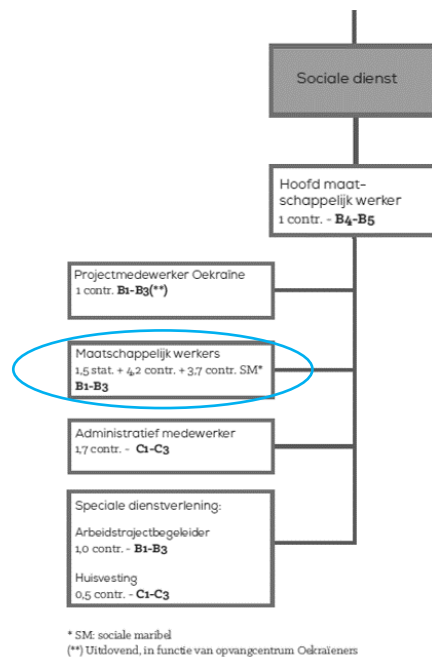 Sociale dienst
Hoofd maat-
schappelijk werker
1 contr. - B4-B5
Projectmedewerker Oekraïne
1 contr. B1-B3(**)
Maatschappelijk werkers
1,5 stat. + 4,2 contr. + 3,7 contr. SM*
B1-B3
Administratief medewerker
1,7 contr. - C1-C3
Speciale dienstverlening:
Arbeidstrajectbegeleider
1,0 contr. - B1-B3
Huisvesting
0,5 contr. - C1-C3
* SM: sociale maribel
(**) Uitdovend, in functie van opvangcentrum Oekraïeners